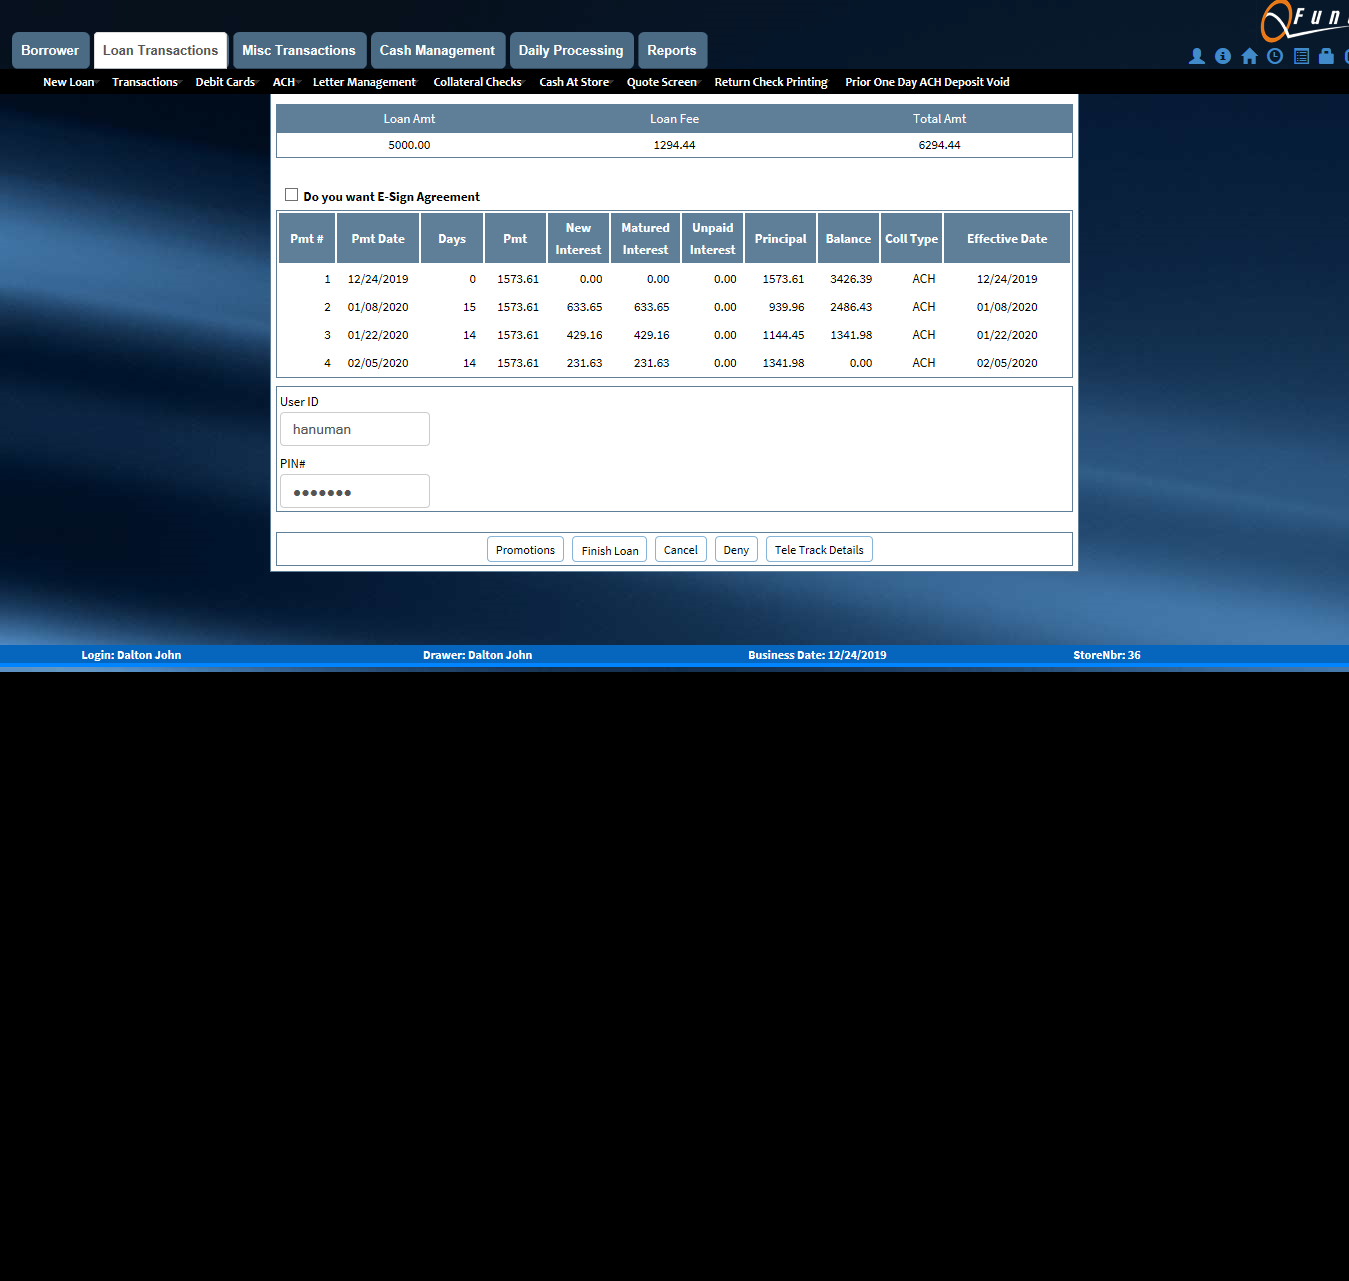 Fun
Borrower Loan Transactions Misc Transactions Cash Management Daily Processing Reports
New Loan Transactions Debit Cards ACH Letter Management Collateral Checks Cash At Store Quote Screen Return Check Printing Prior One Day ACH Deposit Void
Loan Amt Loan Fee Total Amt
5000.00 1294.44 6294.44
Do you want E-Sign Agreement
Pmt # Pmt Date Days Pmt New Interest Matured Interest Unpaid Interest Principal Balance Coll Type Effective Date
1 12/24/2019 0 1573.61 0.00 0.00 0.00 1573.61 3426.39 ACH 12/24/2019
2 01/08/2020 15 1573.61 633.65 633.65 0.00 939.96 2486.43 ACH 01/08/2020
3 01/22/2020 14 1573.61 429.16 429.16 0.00 1144.45 1341.98 ACH 01/22/2020
4 02/05/2020 14 1573.61 231.63 231.63 0.00 1341.98 0.00 ACH 02/05/2020
User ID
hanuman
PIN#
●●●●●●●
Promotions Finish Loan Cancel Deny Tele Track Details
Login: Dalton John Drawer: Dalton John Business Date: 12/24/2019 StoreNbr: 36